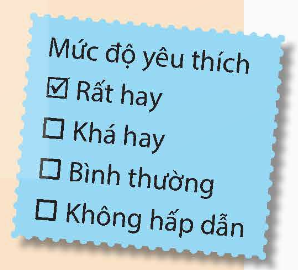 Mức độ yêu thích
☑ Rất hay
☐ Khá hay
☐ Bình thường
☐ Không hấp dẫn